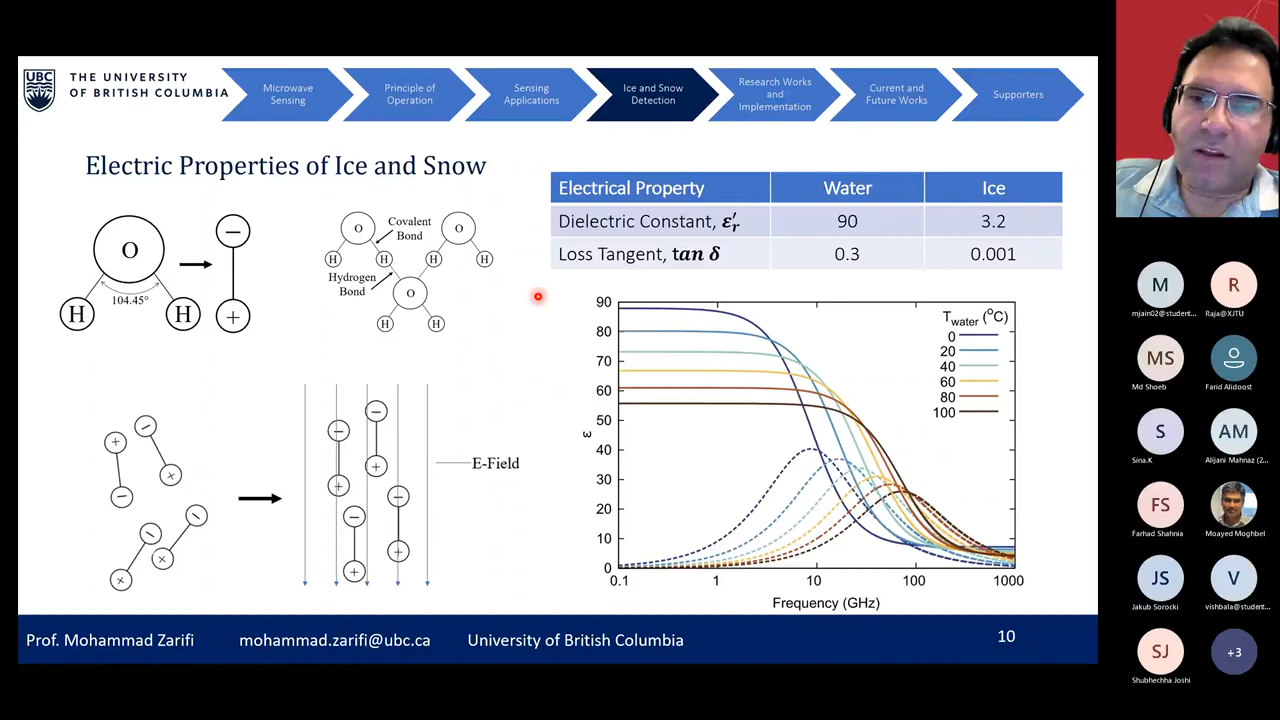 UBC
THE UNIVERSITY
OF BRITISH COLUMBIA
Microwave
Sensing
Principle of
Operation
Sensing
Applications
Ice and Snow
Detection
Research Works
and
Implementation
Current and
Future Works
Supporters
Electric Properties of Ice and Snow
O
H
H
104.45°
−
+
O
O
H
H
H
H
O
H
H
Covalent
Bond
Hydrogen
Bond
Electrical Property Water Ice
Dielectric Constant, ε′r 90 3.2
Loss Tangent, tan δ 0.3 0.001
+
−
−
+
−
+
−
+
−
+
−
+
−
+
−
+
E-Field
90
80
70
60
50
40
30
20
10
0
ε
0.1 1 10 100 1000
Frequency (GHz)
Twater (°C)
0
20
40
60
80
100
Prof. Mohammad Zarifi mohammad.zarifi@ubc.ca University of British Columbia 10
M R
mjain02@student... Raja@XJTU
MS
Md Shoeb Farid Alidoost
S AM
Sina.K Alijani Mahnaz (2...
FS
Farhad Shahnia Moayed Moghbel
JS V
Jakub Sorocki vishbala@student...
SJ +3
Shubhechha Joshi